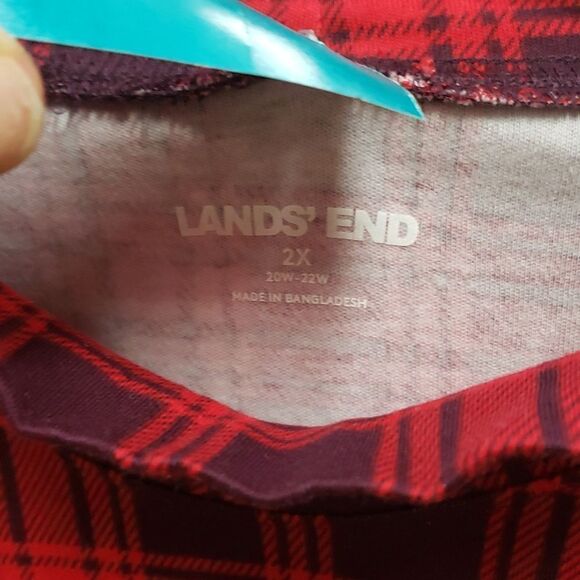 LANDS' END
2X
20W-22W
MADE IN BANGLADESH